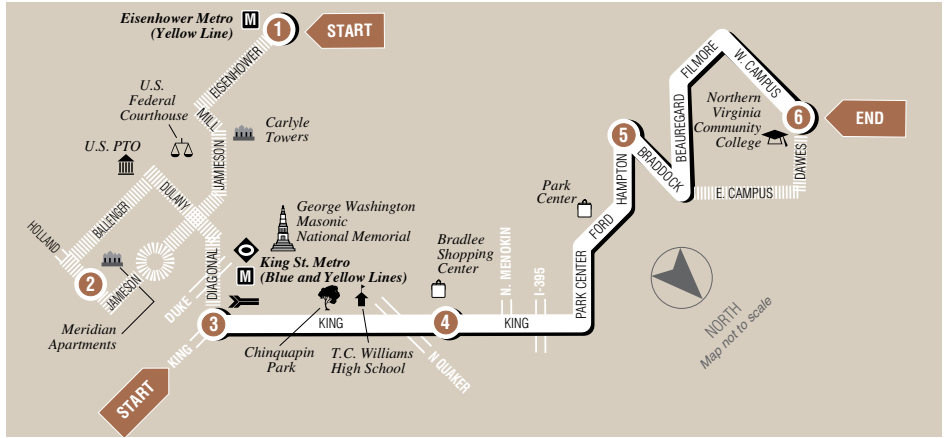 Eisenhower Metro
(Yellow Line)
M
1
START
EISENHOWER
MILL
U.S.
Federal
Courthouse
Carlyle
Towers
U.S. PTO
JAMIESON
DULANY
BALLENGER
HOLLAND
2
JAMIESON
Meridian
Apartments
George Washington
Masonic
National Memorial
DIAGONAL
DUKE
M
King St. Metro
(Blue and Yellow Lines)
3
KING
START
KING
Chinquapin
Park
T.C. Williams
High School
Bradlee
Shopping
Center
4
N QUAKER
KING
N. MENOKIN
I-395
PARK CENTER
FORD
Park
Center
HAMPTON
5
BRADDOCK
BEAUREGARD
FILMORE
W. CAMPUS
Northern
Virginia
Community
College
6
END
DAWES
E. CAMPUS
NORTH
Map not to scale